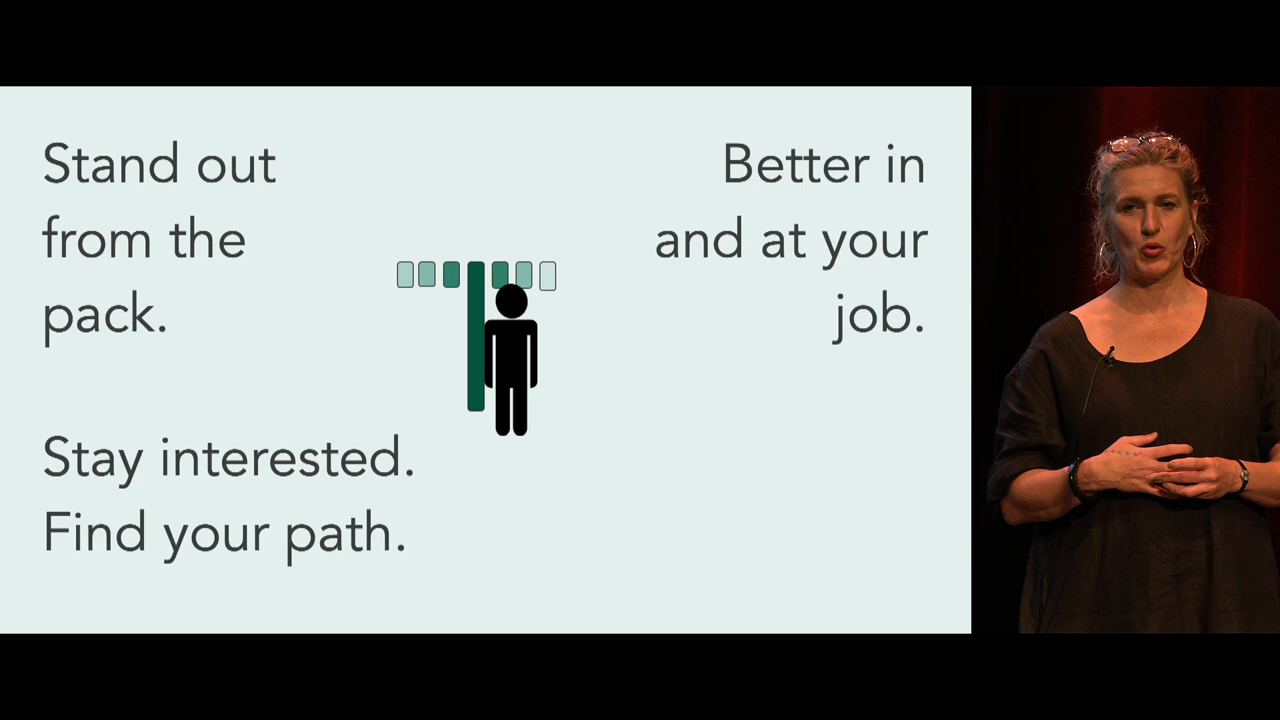 Stand out
from the
pack.
Better in
and at your
job.
Stay interested.
Find your path.